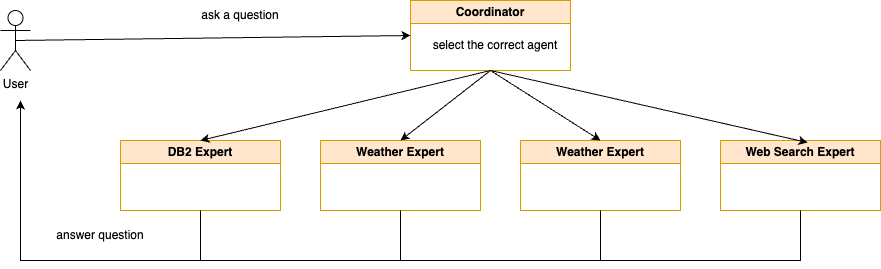 ask a question
Coordinator
select the correct agent
User
DB2 Expert
Weather Expert
Weather Expert
Web Search Expert
answer question